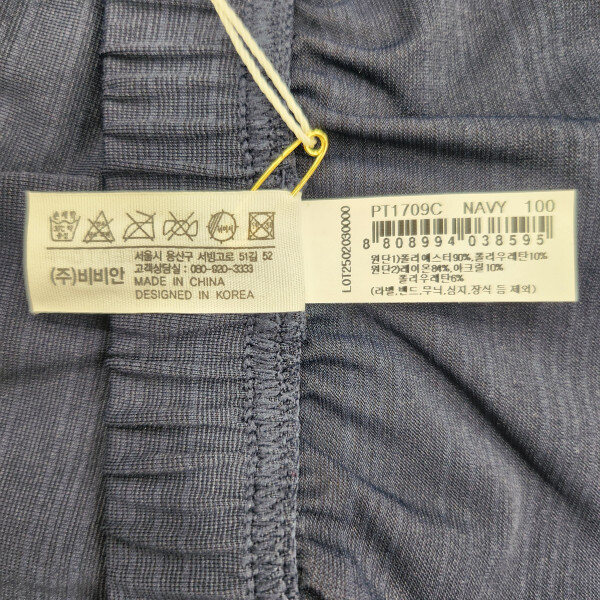 서울시 용산구 서빙고로 51길 52
(주)비비안 고객상담실 : 080-920-3333
MADE IN CHINA
DESIGNED IN KOREA
L0T2502030000
PT1709C NAVY 100
8 808994 038595
원단1)폴리에스터90%,폴리우레탄10%
원단2)레이온84%,아크릴10%
폴리우레탄6%
(라벨,밴드,무늬,심지,장식 등 제외)